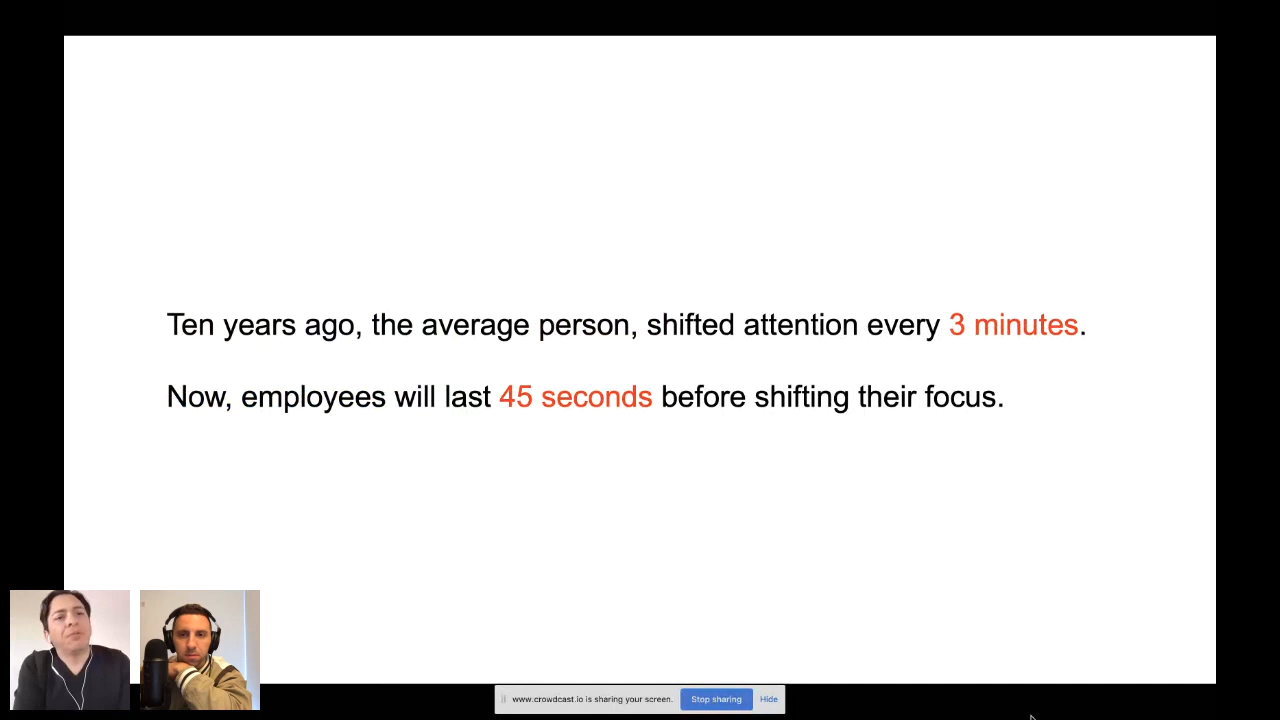 Ten years ago, the average person, shifted attention every 3 minutes.
Now, employees will last 45 seconds before shifting their focus.
www.crowdcast.io is sharing your screen. Stop sharing Hide